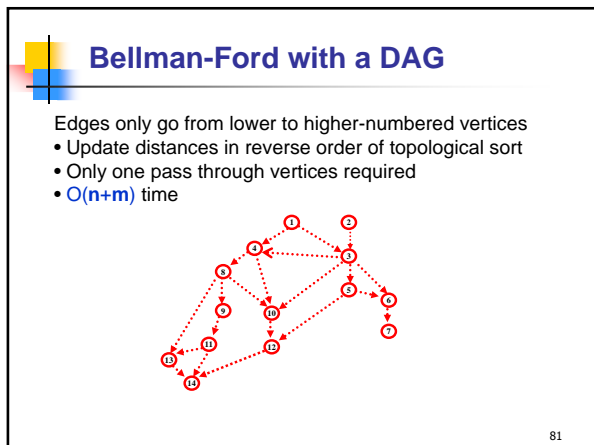 Bellman-Ford with a DAG
Edges only go from lower to higher-numbered vertices
• Update distances in reverse order of topological sort
• Only one pass through vertices required
• O(n+m) time
1 2
4
3
8
5
6
9
10
7
11
12
13
14
81